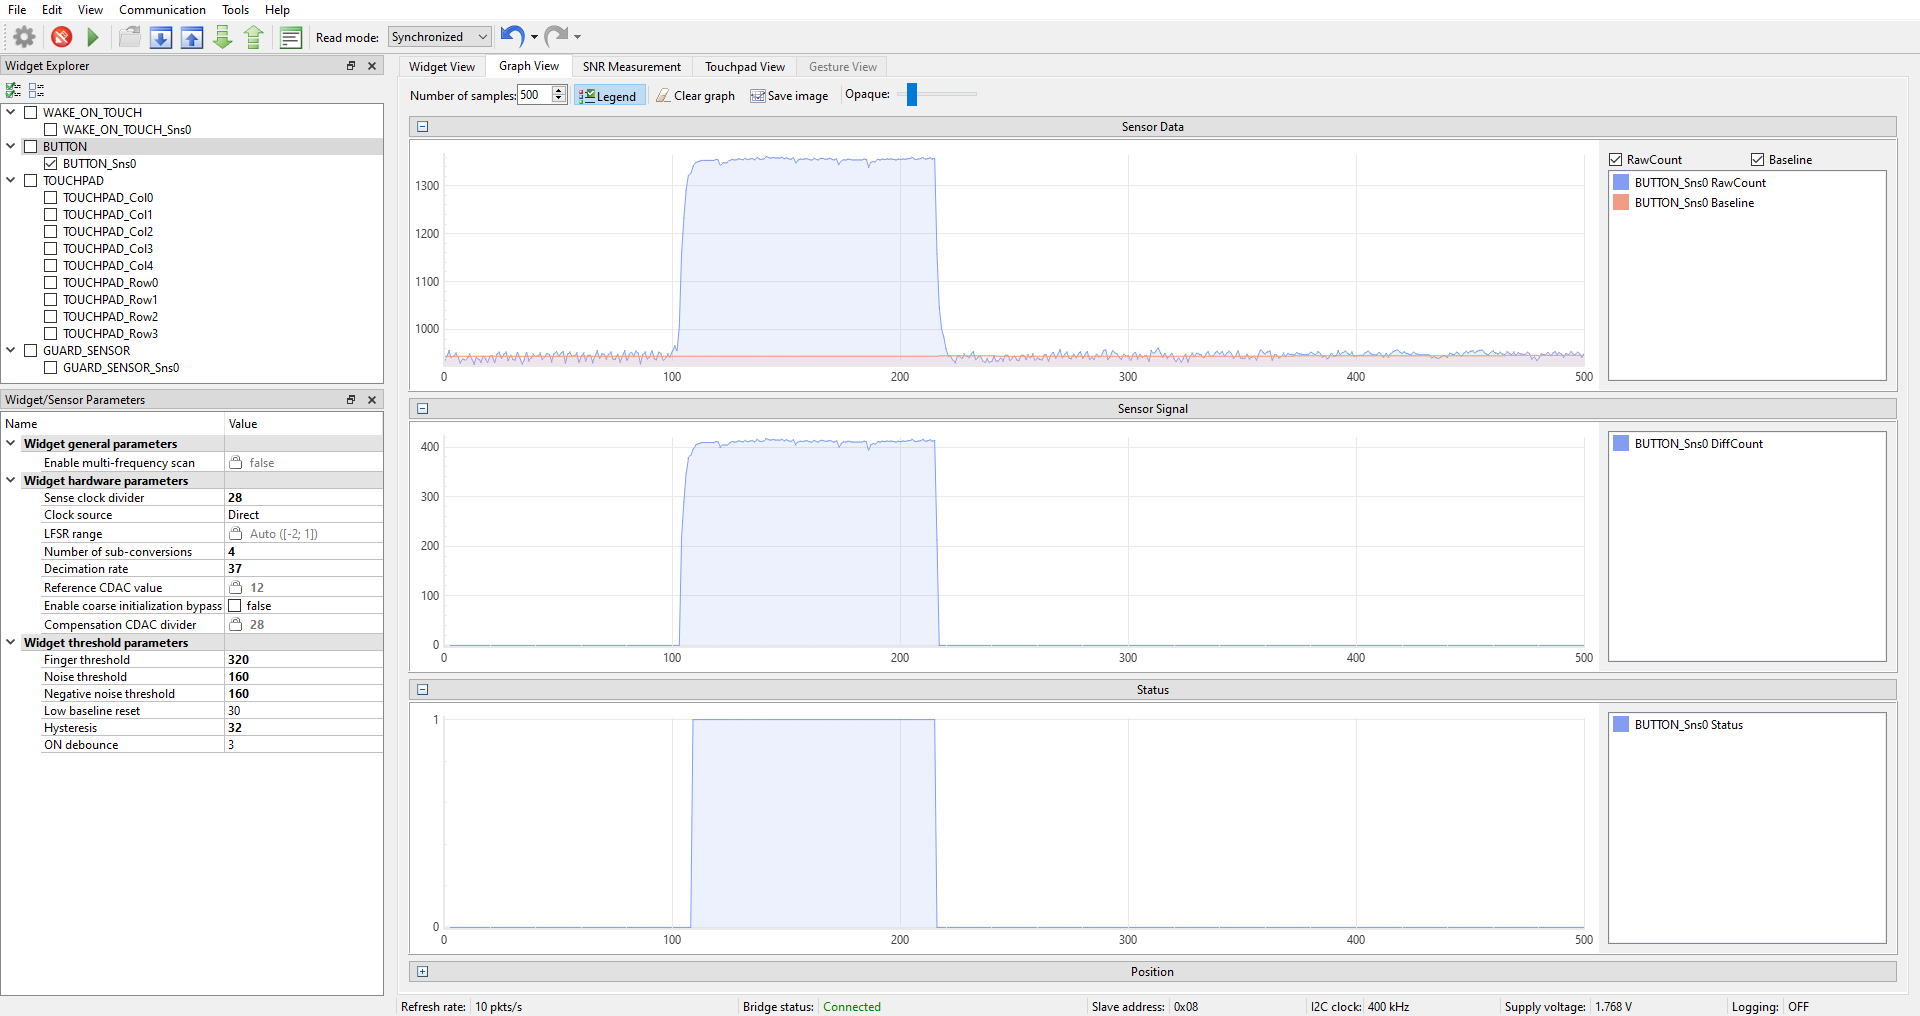 File Edit View Communication Tools Help
Read mode: Synchronized
Widget Explorer
WAKE_ON_TOUCH
WAKE_ON_TOUCH_Sns0
BUTTON
BUTTON_Sns0
TOUCHPAD
TOUCHPAD_Col0
TOUCHPAD_Col1
TOUCHPAD_Col2
TOUCHPAD_Col3
TOUCHPAD_Col4
TOUCHPAD_Row0
TOUCHPAD_Row1
TOUCHPAD_Row2
TOUCHPAD_Row3
GUARD_SENSOR
GUARD_SENSOR_Sns0
Widget/Sensor Parameters
Name Value
Widget general parameters
Enable multi-frequency scan false
Widget hardware parameters
Sense clock divider 28
Clock source Direct
LFSR range Auto ([-2; 1])
Number of sub-conversions 4
Decimation rate 37
Reference CDAC value 12
Enable coarse initialization bypass false
Compensation CDAC divider 28
Widget threshold parameters
Finger threshold 320
Noise threshold 160
Negative noise threshold 160
Low baseline reset 30
Hysteresis 32
ON debounce 3
Widget View Graph View SNR Measurement Touchpad View Gesture View
Number of samples: 500 Legend Clear graph Save image Opaque:
Sensor Data
1300
1200
1100
1000
0 100 200 300 400 500
RawCount Baseline
BUTTON_Sns0 RawCount
BUTTON_Sns0 Baseline
Sensor Signal
400
300
200
100
0
0 100 200 300 400 500
BUTTON_Sns0 DiffCount
Status
1
0
0 100 200 300 400 500
BUTTON_Sns0 Status
Position
Refresh rate: 10 pkts/s Bridge status: Connected Slave address: 0x08 I2C clock: 400 kHz Supply voltage: 1.768 V Logging: OFF